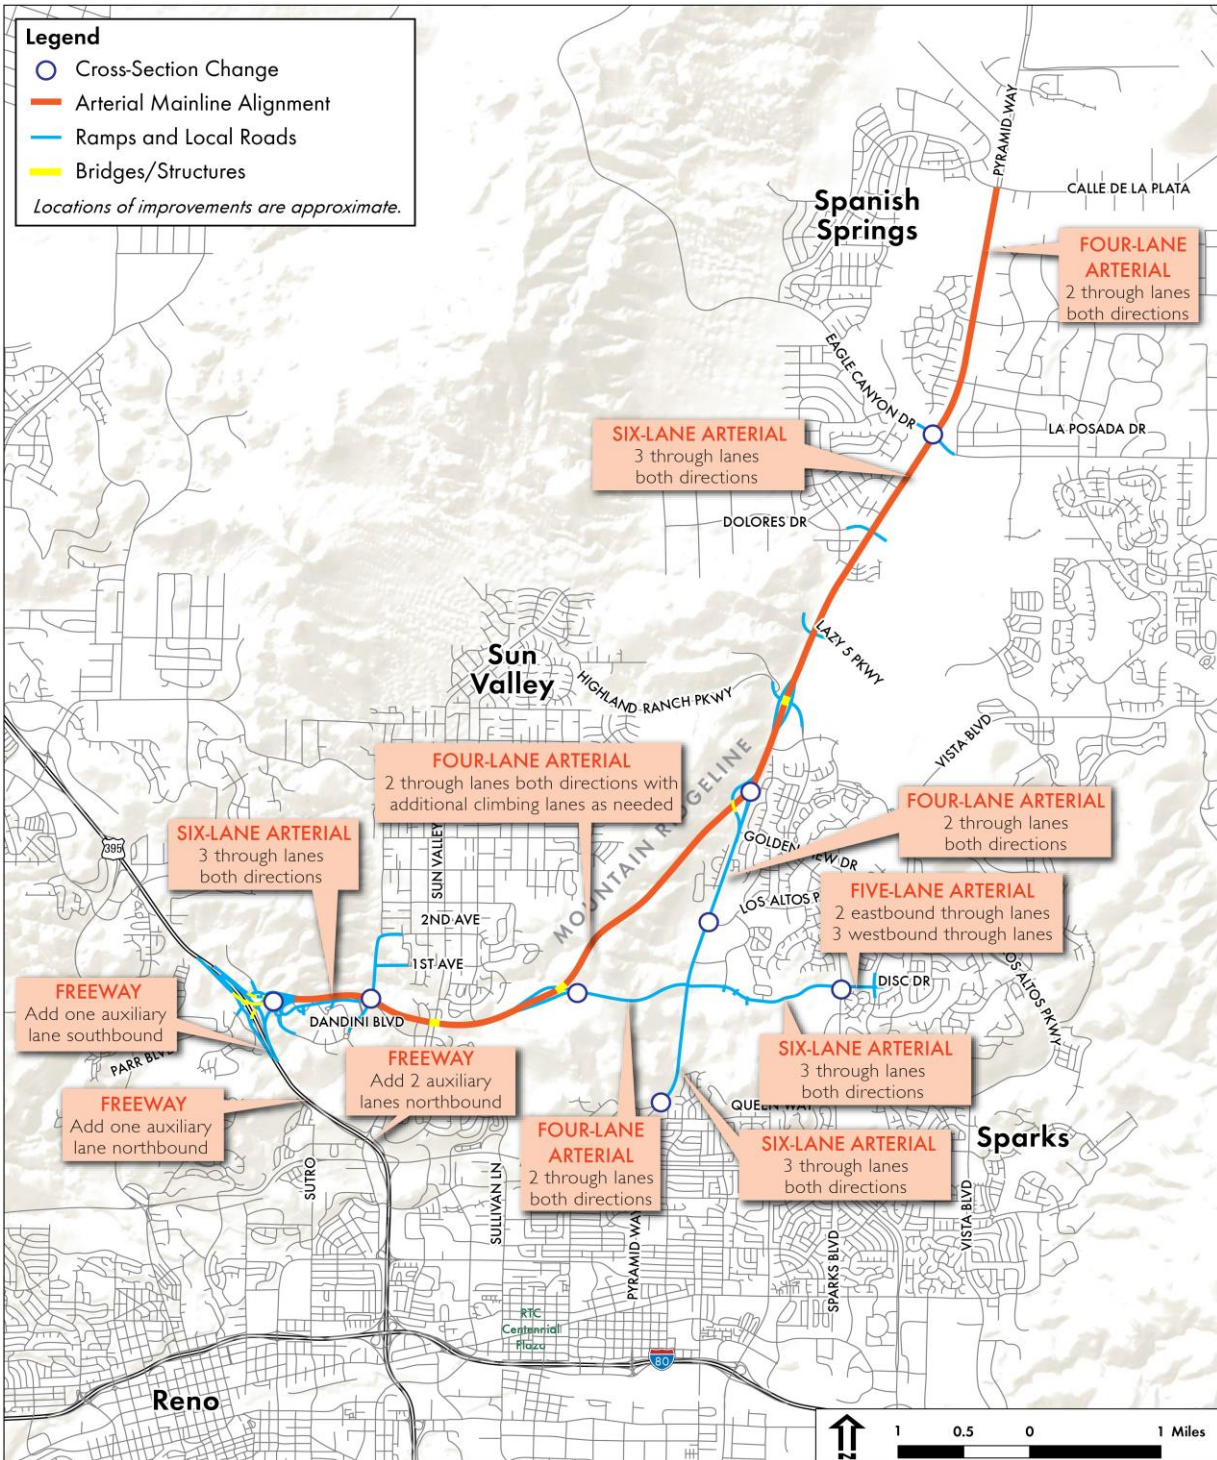 Legend
Cross-Section Change
Arterial Mainline Alignment
Ramps and Local Roads
Bridges/Structures
Locations of improvements are approximate.
PYRAMID WAY
CALLE DE LA PLATA
Spanish
Springs
FOUR-LANE
ARTERIAL
2 through lanes
both directions
EAGLE CANYON DR
LA POSADA DR
SIX-LANE ARTERIAL
3 through lanes
both directions
DOLORES DR
LAZY 5 PKWY
Sun
Valley
HIGHLAND RANCH PKWY
VISTA BLVD
MOUNTAIN RIDGELINE
FOUR-LANE ARTERIAL
2 through lanes both directions with
additional climbing lanes as needed
FOUR-LANE ARTERIAL
2 through lanes
both directions
395
SIX-LANE ARTERIAL
3 through lanes
both directions
SUN VALLEY
GOLDEN VIEW DR
LOS ALTOS P
FIVE-LANE ARTERIAL
2 eastbound through lanes
3 westbound through lanes
2ND AVE
1ST AVE
LOS ALTOS PKWY
DISC DR
FREEWAY
Add one auxiliary
lane southbound
DANDINI BLVD
PARR BLVD
FREEWAY
Add 2 auxiliary
lanes northbound
SIX-LANE ARTERIAL
3 through lanes
both directions
FREEWAY
Add one auxiliary
lane northbound
QUEEN WAY
FOUR-LANE
ARTERIAL
2 through lanes
both directions
SIX-LANE ARTERIAL
3 through lanes
both directions
Sparks
SUTRO
SULLIVAN LN
PYRAMID WAY
SPARKS BLVD
VISTA BLVD
RTC
Centennial
Plaza
80
Reno
N
1 0.5 0 1 Miles